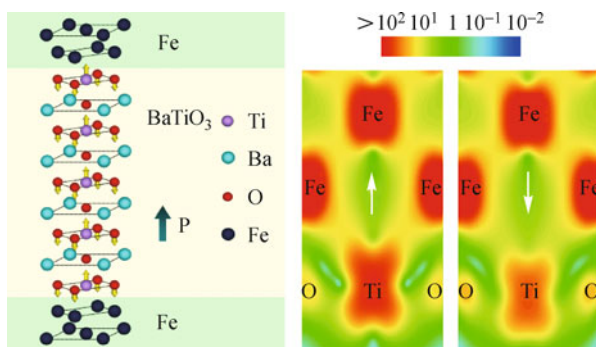 Fe
BaTiO₃
Ti
Ba
O
P
Fe
Fe
>10² 10¹ 1 10⁻¹ 10⁻²
Fe Fe
Fe Fe Fe Fe
O Ti O O Ti O